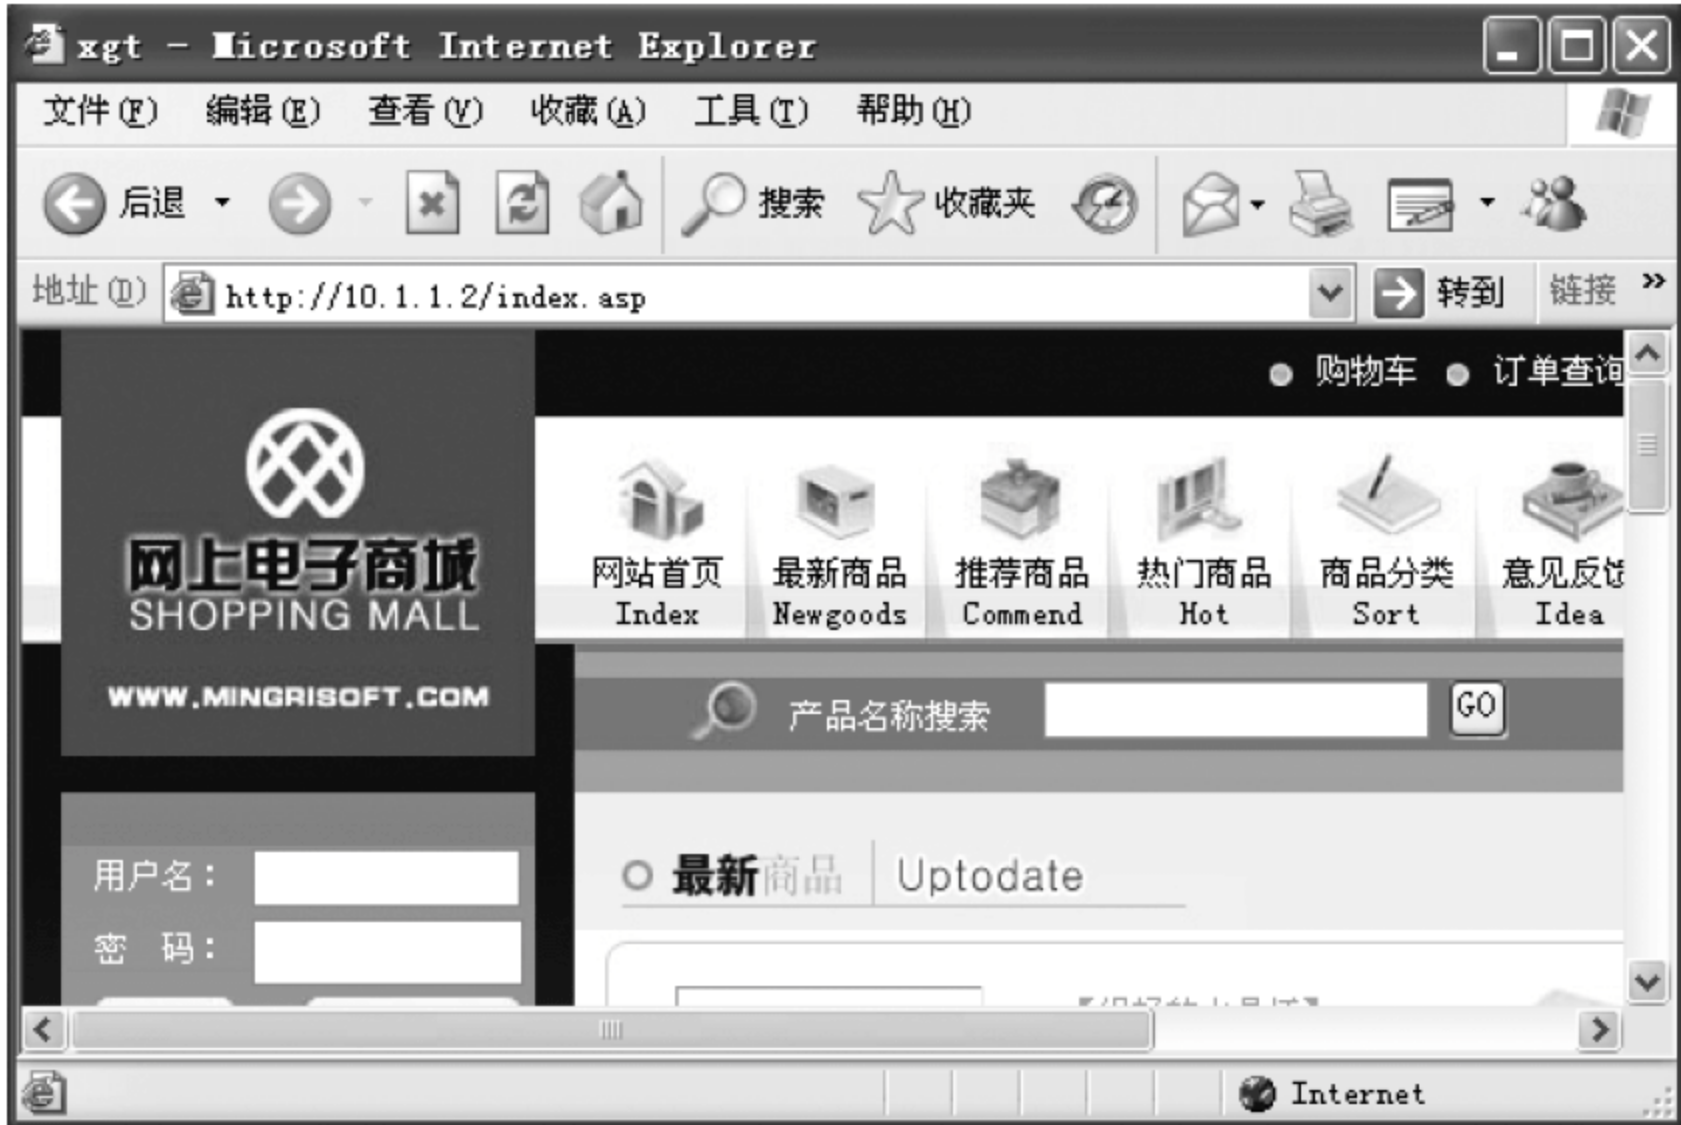 xgt - Microsoft Internet Explorer
文件(F) 编辑(E) 查看(V) 收藏(A) 工具(T) 帮助(H)
后退 搜索 收藏夹
地址(D) http://10.1.1.2/index.asp 转到 链接 »
购物车 订单查询
网上电子商城
SHOPPING MALL
WWW.MINGRISOFT.COM
网站首页 最新商品 推荐商品 热门商品 商品分类 意见反馈
Index Newgoods Commend Hot Sort Idea
产品名称搜索 GO
用户名：
密 码：
最新商品 Uptodate
Internet